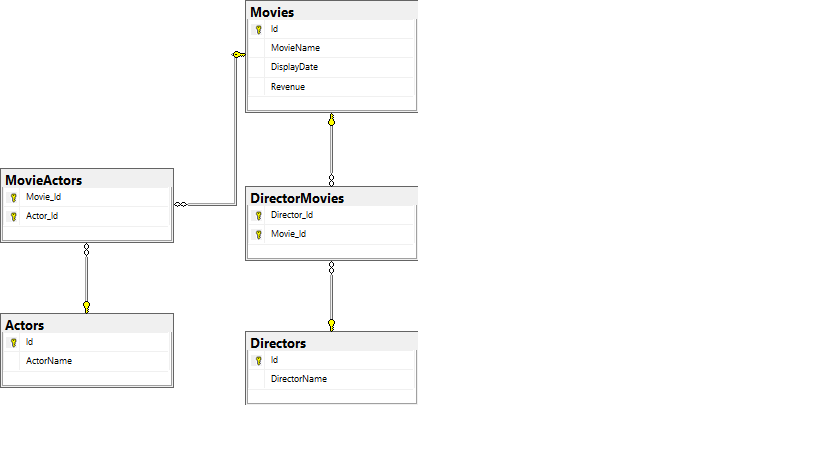 Movies
Id
MovieName
DisplayDate
Revenue
MovieActors
Movie_Id
Actor_Id
DirectorMovies
Director_Id
Movie_Id
Actors
Id
ActorName
Directors
Id
DirectorName